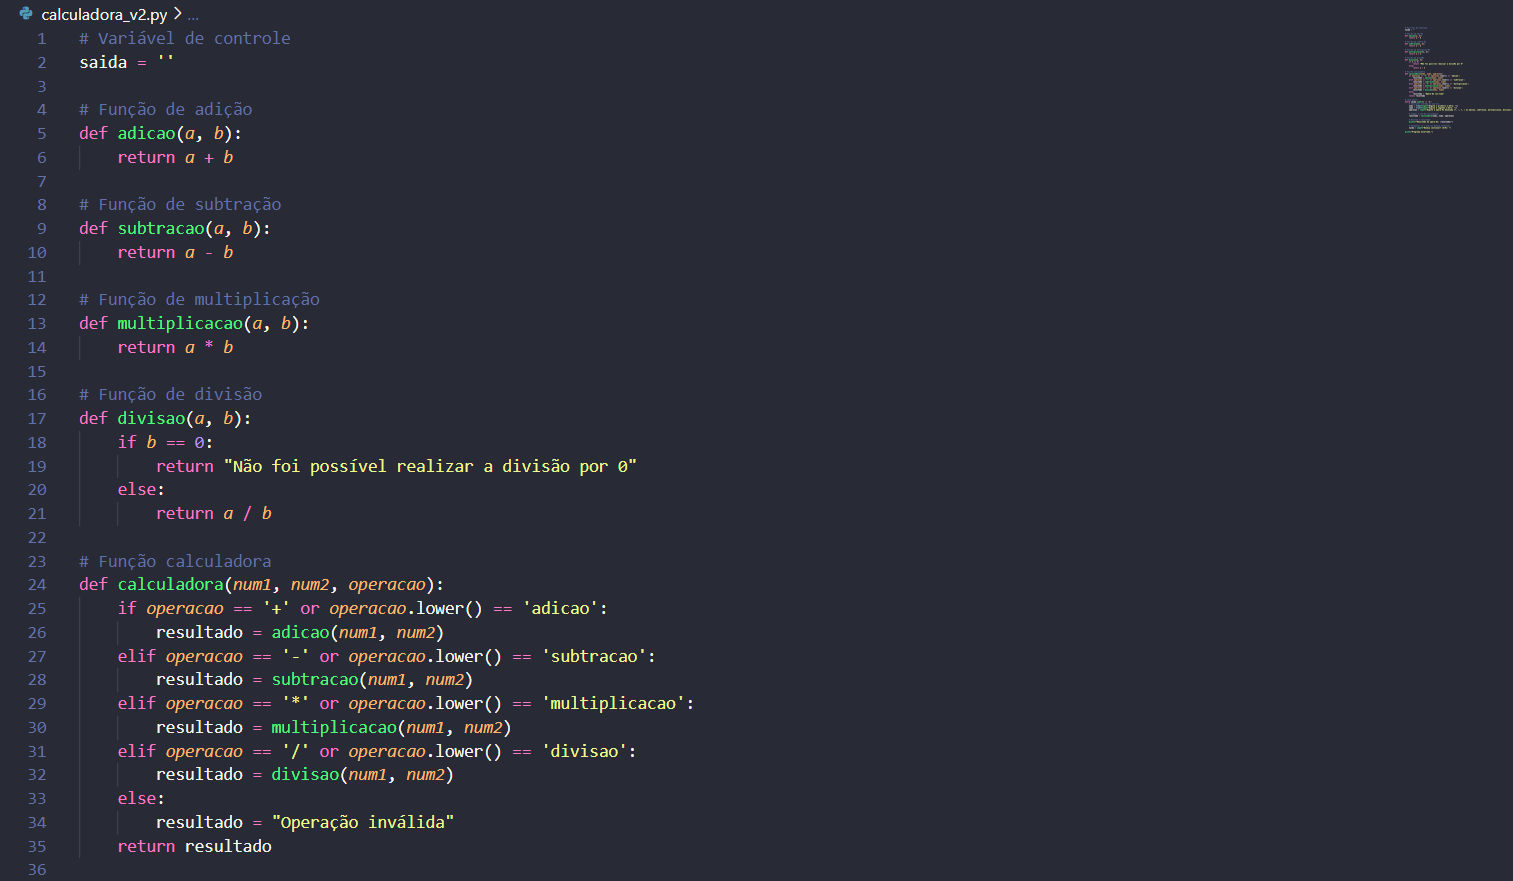 calculadora_v2.py > ...
1 # Variável de controle
2 saida = ''
3
4 # Função de adição
5 def adicao(a, b):
6     return a + b
7
8 # Função de subtração
9 def subtracao(a, b):
10     return a - b
11
12 # Função de multiplicação
13 def multiplicacao(a, b):
14     return a * b
15
16 # Função de divisão
17 def divisao(a, b):
18     if b == 0:
19         return "Não foi possível realizar a divisão por 0"
20     else:
21         return a / b
22
23 # Função calculadora
24 def calculadora(num1, num2, operacao):
25     if operacao == '+' or operacao.lower() == 'adicao':
26         resultado = adicao(num1, num2)
27     elif operacao == '-' or operacao.lower() == 'subtracao':
28         resultado = subtracao(num1, num2)
29     elif operacao == '*' or operacao.lower() == 'multiplicacao':
30         resultado = multiplicacao(num1, num2)
31     elif operacao == '/' or operacao.lower() == 'divisao':
32         resultado = divisao(num1, num2)
33     else:
34         resultado = "Operação inválida"
35     return resultado
36